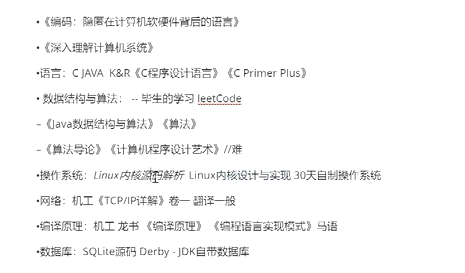 •《编码：隐匿在计算机软硬件背后的语言》
•《深入理解计算机系统》
•语言：C JAVA K&R《C程序设计语言》《C Primer Plus》
• 数据结构与算法： -- 毕生的学习 leetCode
–《Java数据结构与算法》《算法》
–《算法导论》《计算机程序设计艺术》//难
•操作系统：Linux内核源码解析 Linux内核设计与实现 30天自制操作系统
•网络：机工《TCP/IP详解》卷一 翻译一般
•编译原理：机工 龙书 《编译原理》 《编程语言实现模式》马语
•数据库：SQLite源码 Derby - JDK自带数据库